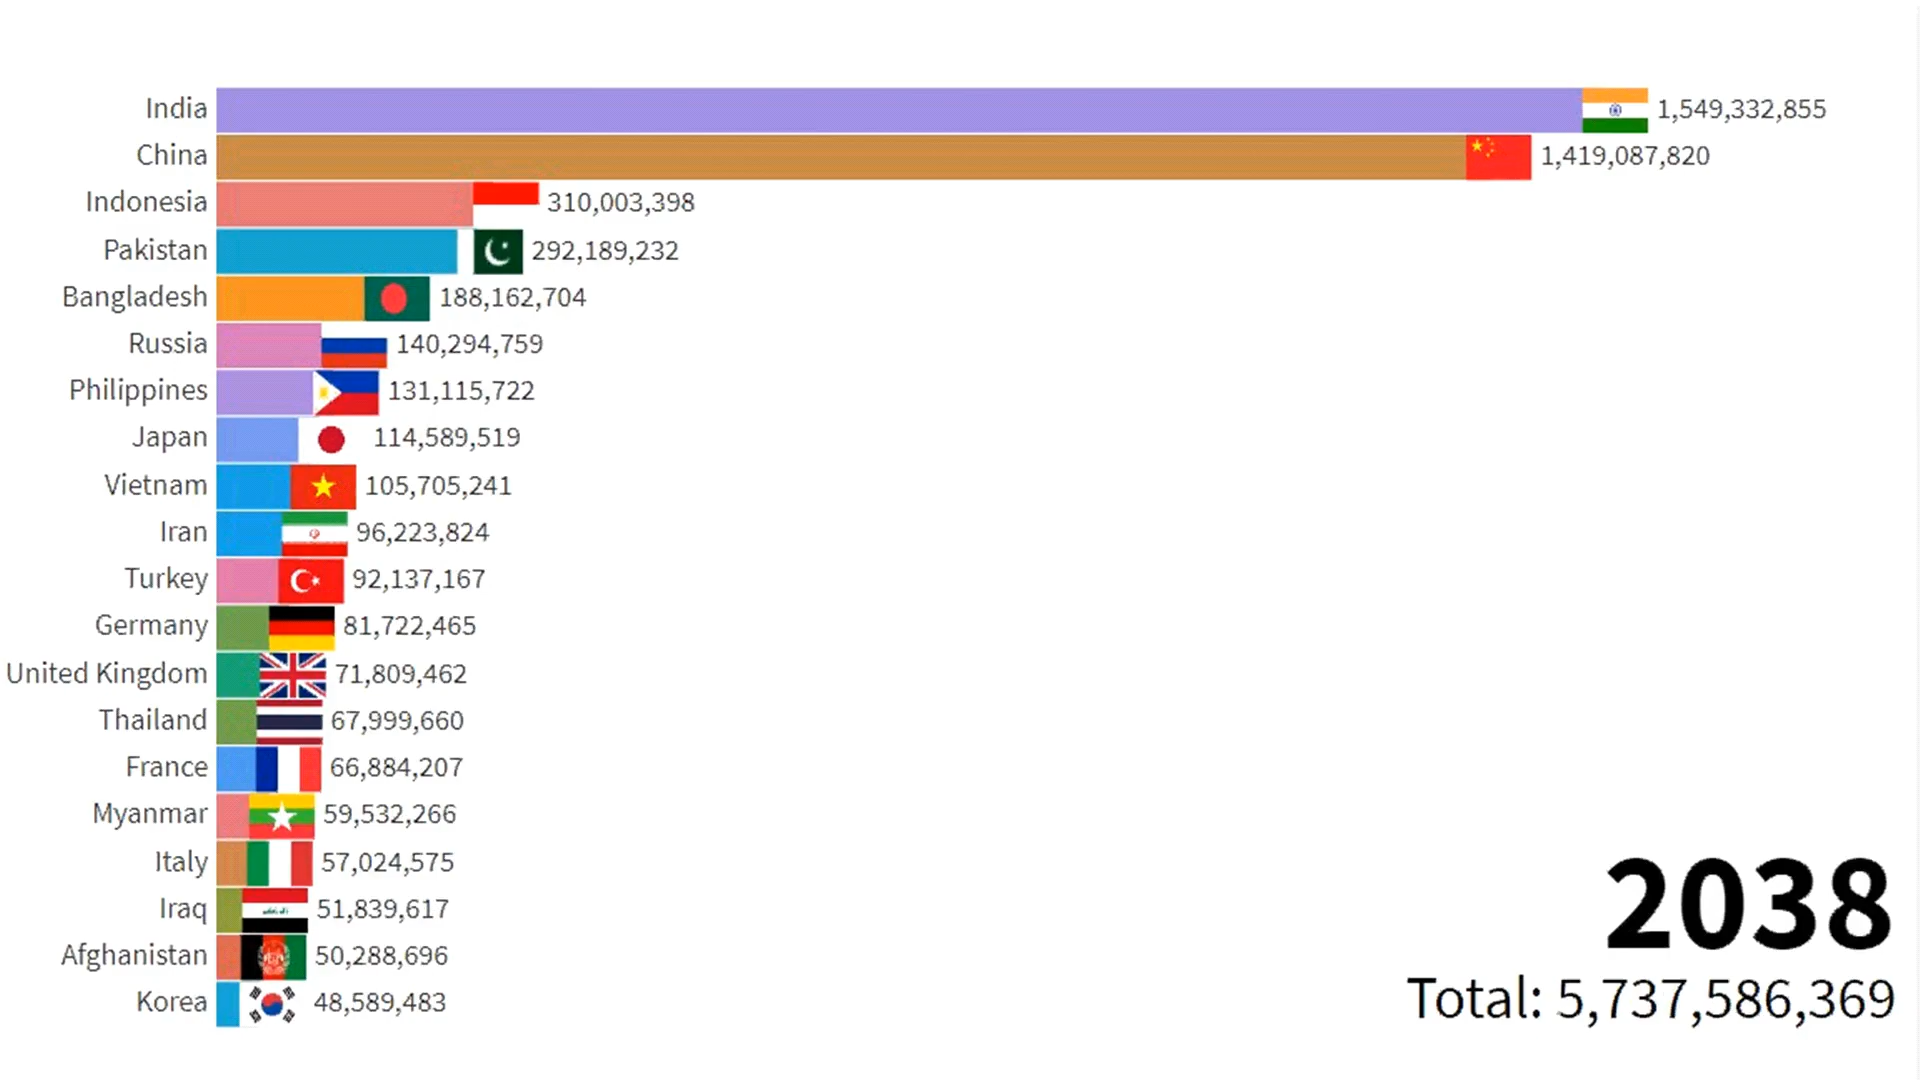 India 1,549,332,855
China 1,419,087,820
Indonesia 310,003,398
Pakistan 292,189,232
Bangladesh 188,162,704
Russia 140,294,759
Philippines 131,115,722
Japan 114,589,519
Vietnam 105,705,241
Iran 96,223,824
Turkey 92,137,167
Germany 81,722,465
United Kingdom 71,809,462
Thailand 67,999,660
France 66,884,207
Myanmar 59,532,266
Italy 57,024,575
Iraq 51,839,617
Afghanistan 50,288,696
Korea 48,589,483
2038
Total: 5,737,586,369